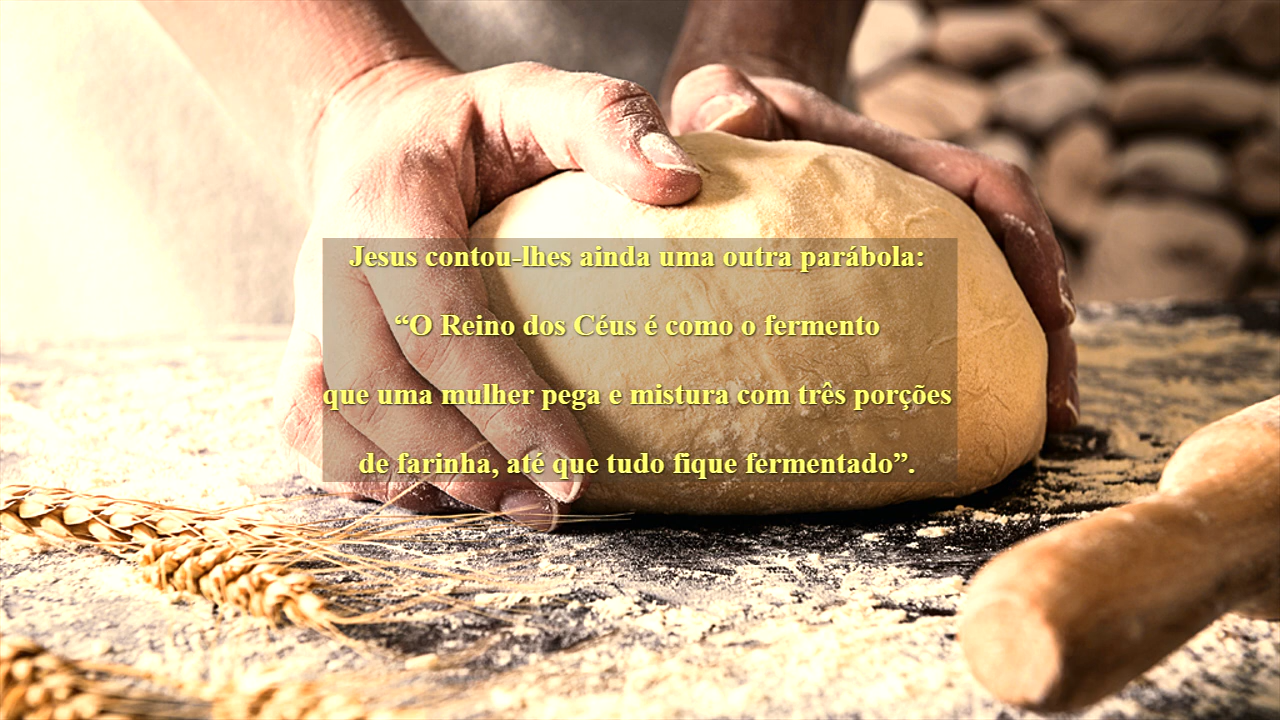 Jesus contou-lhes ainda uma outra parábola:
“O Reino dos Céus é como o fermento
que uma mulher pega e mistura com três porções
de farinha, até que tudo fique fermentado”.